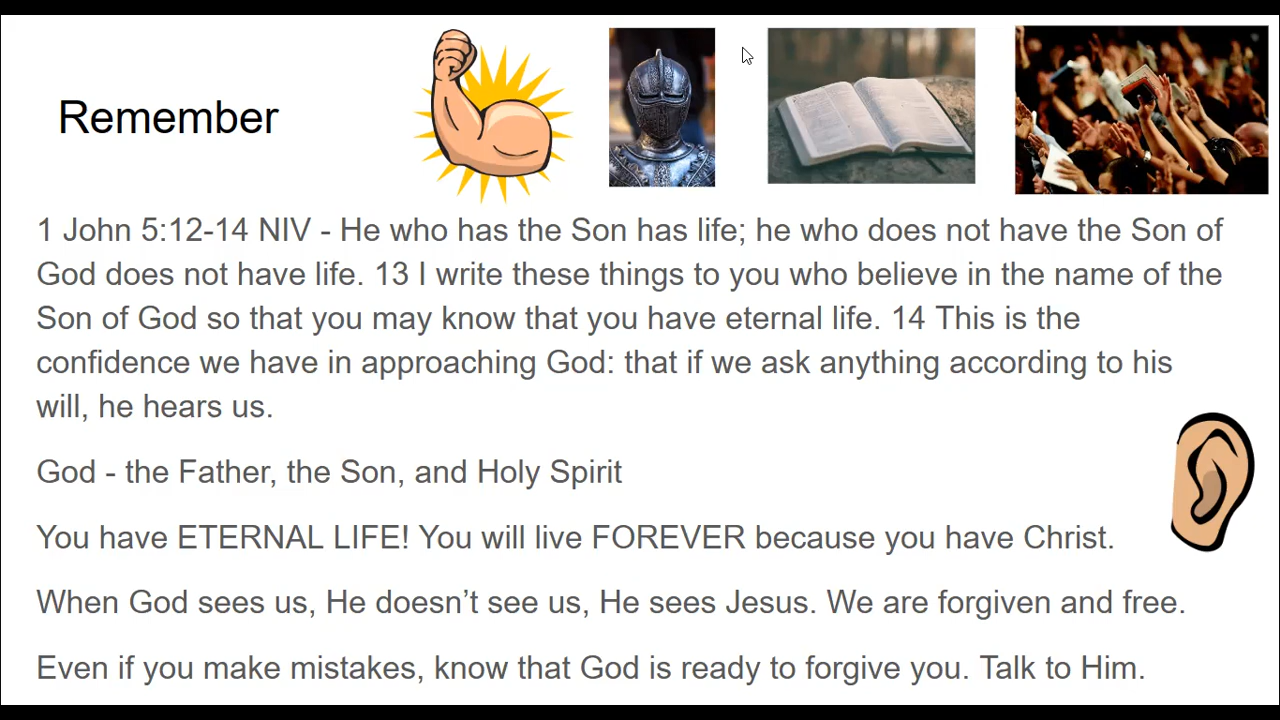 Remember
1 John 5:12-14 NIV - He who has the Son has life; he who does not have the Son of
God does not have life. 13 I write these things to you who believe in the name of the
Son of God so that you may know that you have eternal life. 14 This is the
confidence we have in approaching God: that if we ask anything according to his
will, he hears us.
God - the Father, the Son, and Holy Spirit
You have ETERNAL LIFE! You will live FOREVER because you have Christ.
When God sees us, He doesn’t see us, He sees Jesus. We are forgiven and free.
Even if you make mistakes, know that God is ready to forgive you. Talk to Him.